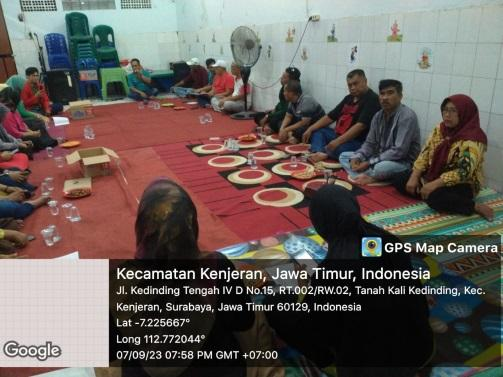 GPS Map Camera
Kecamatan Kenjeran, Jawa Timur, Indonesia
Jl. Kedinding Tengah IV D No.15, RT.002/RW.02, Tanah Kali Kedinding, Kec.
Kenjeran, Surabaya, Jawa Timur 60129, Indonesia
Lat -7.225667°
Long 112.772044°
07/09/23 07:58 PM GMT +07:00
Google